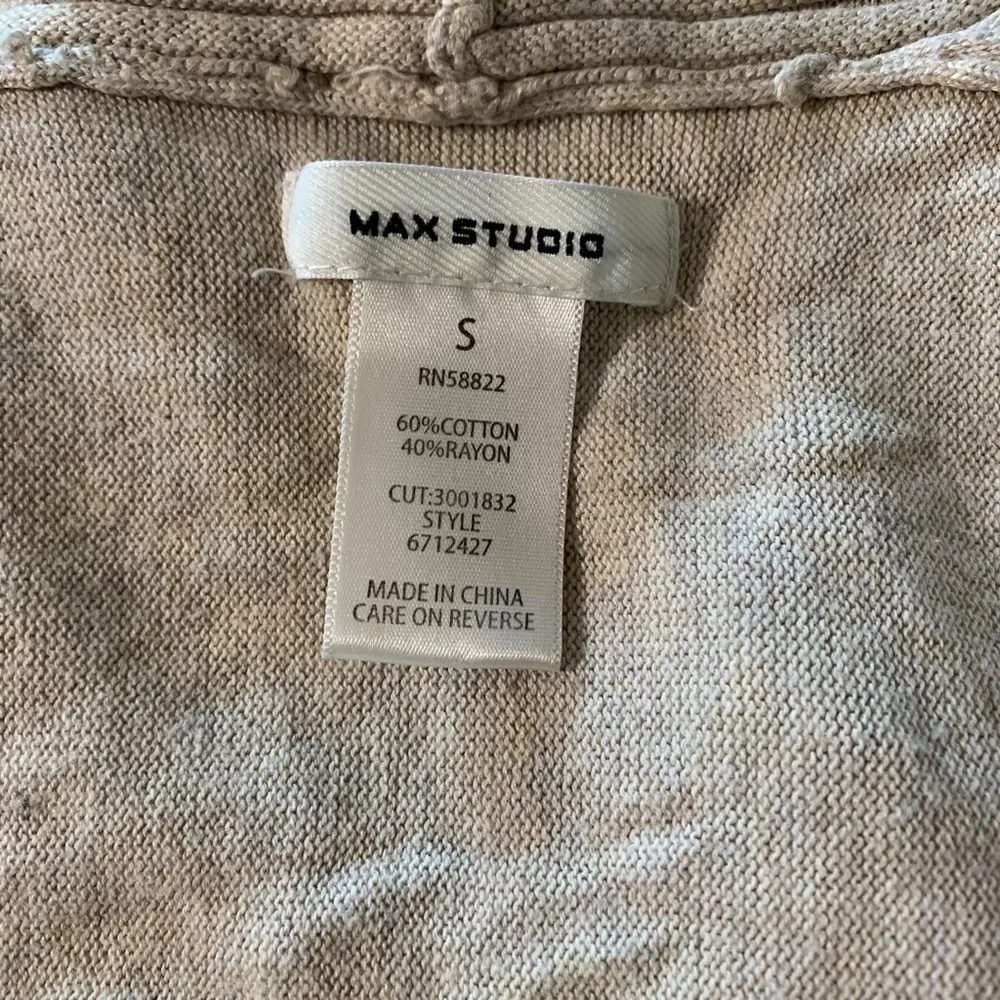 MAX STUDIO
S
RN58822
60%COTTON
40%RAYON
CUT:3001832
STYLE
6712427
MADE IN CHINA
CARE ON REVERSE